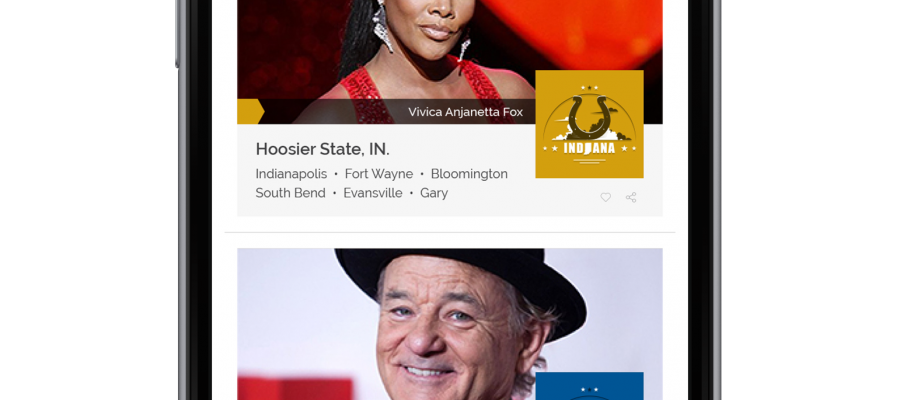 Vivica Anjanetta Fox
INDIANA
Hoosier State, IN.
Indianapolis • Fort Wayne • Bloomington
South Bend • Evansville • Gary